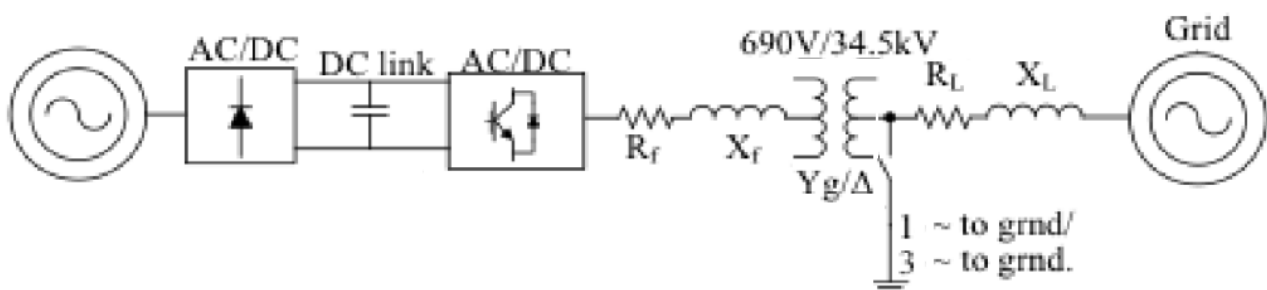 AC/DC
DC link
AC/DC
690V/34.5kV
Grid
R_L
X_L
R_f
X_f
Yg/Δ
1 ~ to grnd/
3 ~ to grnd.